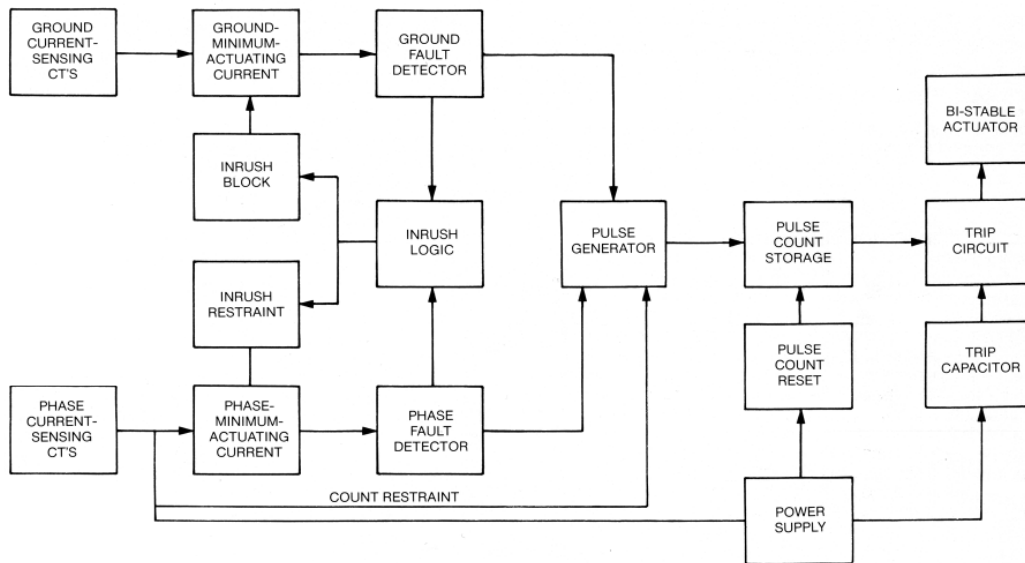 GROUND
CURRENT-
SENSING
CT'S
GROUND-
MINIMUM-
ACTUATING
CURRENT
GROUND
FAULT
DETECTOR
BI-STABLE
ACTUATOR
INRUSH
BLOCK
INRUSH
LOGIC
PULSE
GENERATOR
PULSE
COUNT
STORAGE
TRIP
CIRCUIT
INRUSH
RESTRAINT
PULSE
COUNT
RESET
TRIP
CAPACITOR
PHASE
CURRENT-
SENSING
CT'S
PHASE-
MINIMUM-
ACTUATING
CURRENT
PHASE
FAULT
DETECTOR
COUNT RESTRAINT
POWER
SUPPLY